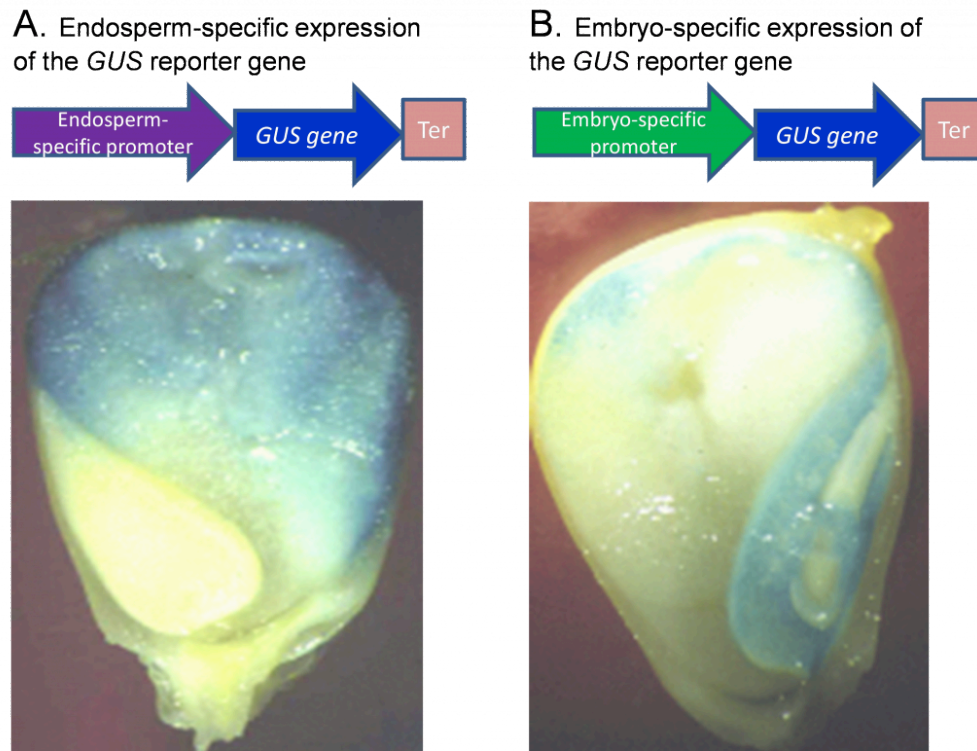 A. Endosperm-specific expression
of the GUS reporter gene
Endosperm-
specific promoter
GUS gene
Ter
B. Embryo-specific expression of
the GUS reporter gene
Embryo-specific
promoter
GUS gene
Ter